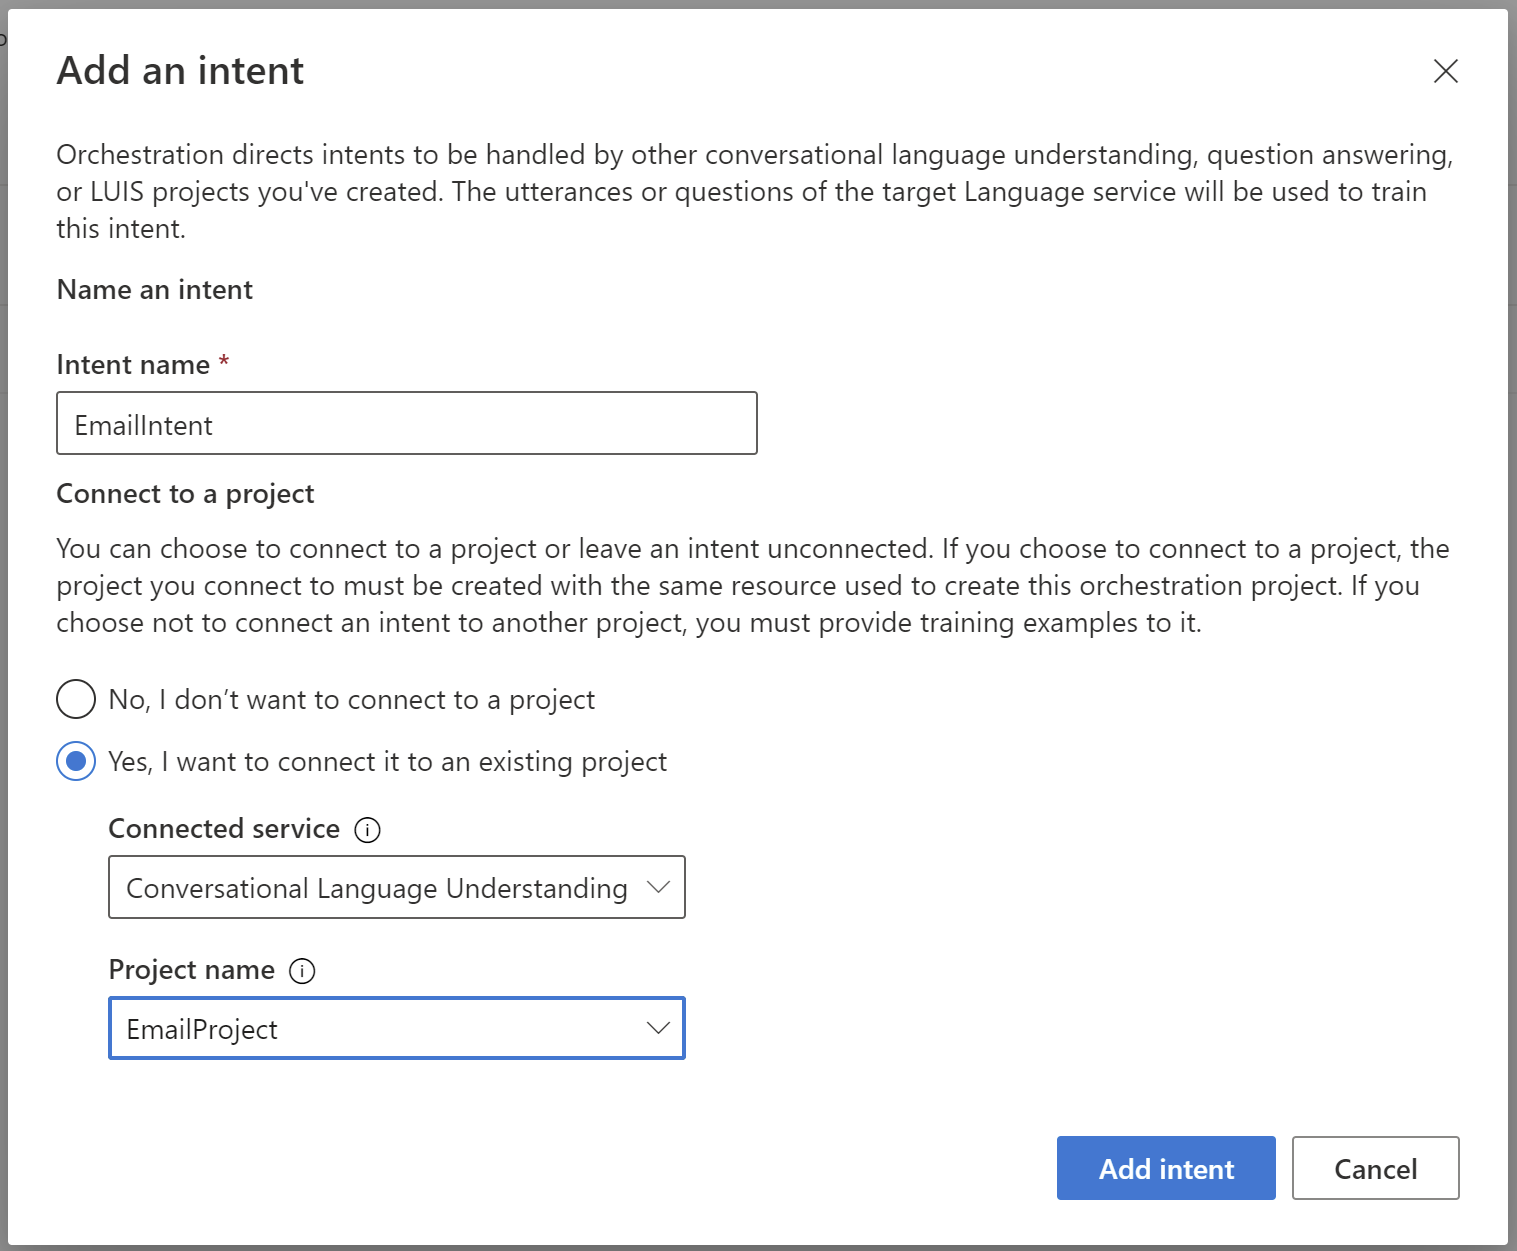 Add an intent
Orchestration directs intents to be handled by other conversational language understanding, question answering,
or LUIS projects you've created. The utterances or questions of the target Language service will be used to train
this intent.
Name an intent
Intent name *
EmailIntent
Connect to a project
You can choose to connect to a project or leave an intent unconnected. If you choose to connect to a project, the
project you connect to must be created with the same resource used to create this orchestration project. If you
choose not to connect an intent to another project, you must provide training examples to it.
No, I don’t want to connect to a project
Yes, I want to connect it to an existing project
Connected service
Conversational Language Understanding
Project name
EmailProject
Add intent
Cancel